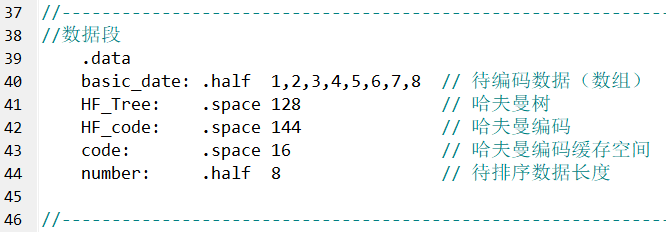 37 //------------------------------------------------------------------
38 //数据段
39 .data
40 basic_date: .half 1,2,3,4,5,6,7,8 // 待编码数据（数组）
41 HF_Tree: .space 128 // 哈夫曼树
42 HF_code: .space 144 // 哈夫曼编码
43 code: .space 16 // 哈夫曼编码缓存空间
44 number: .half 8 // 待排序数据长度
45
46 //------------------------------------------------------------------